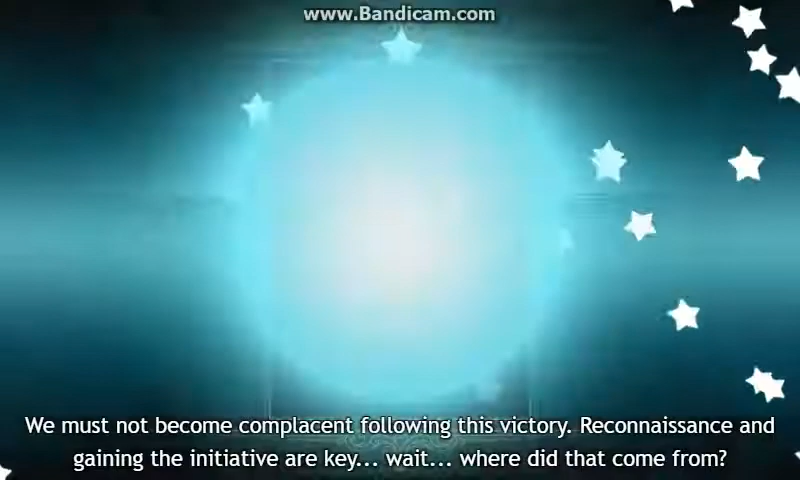 www.Bandicam.com
We must not become complacent following this victory. Reconnaissance and
gaining the initiative are key... wait... where did that come from?